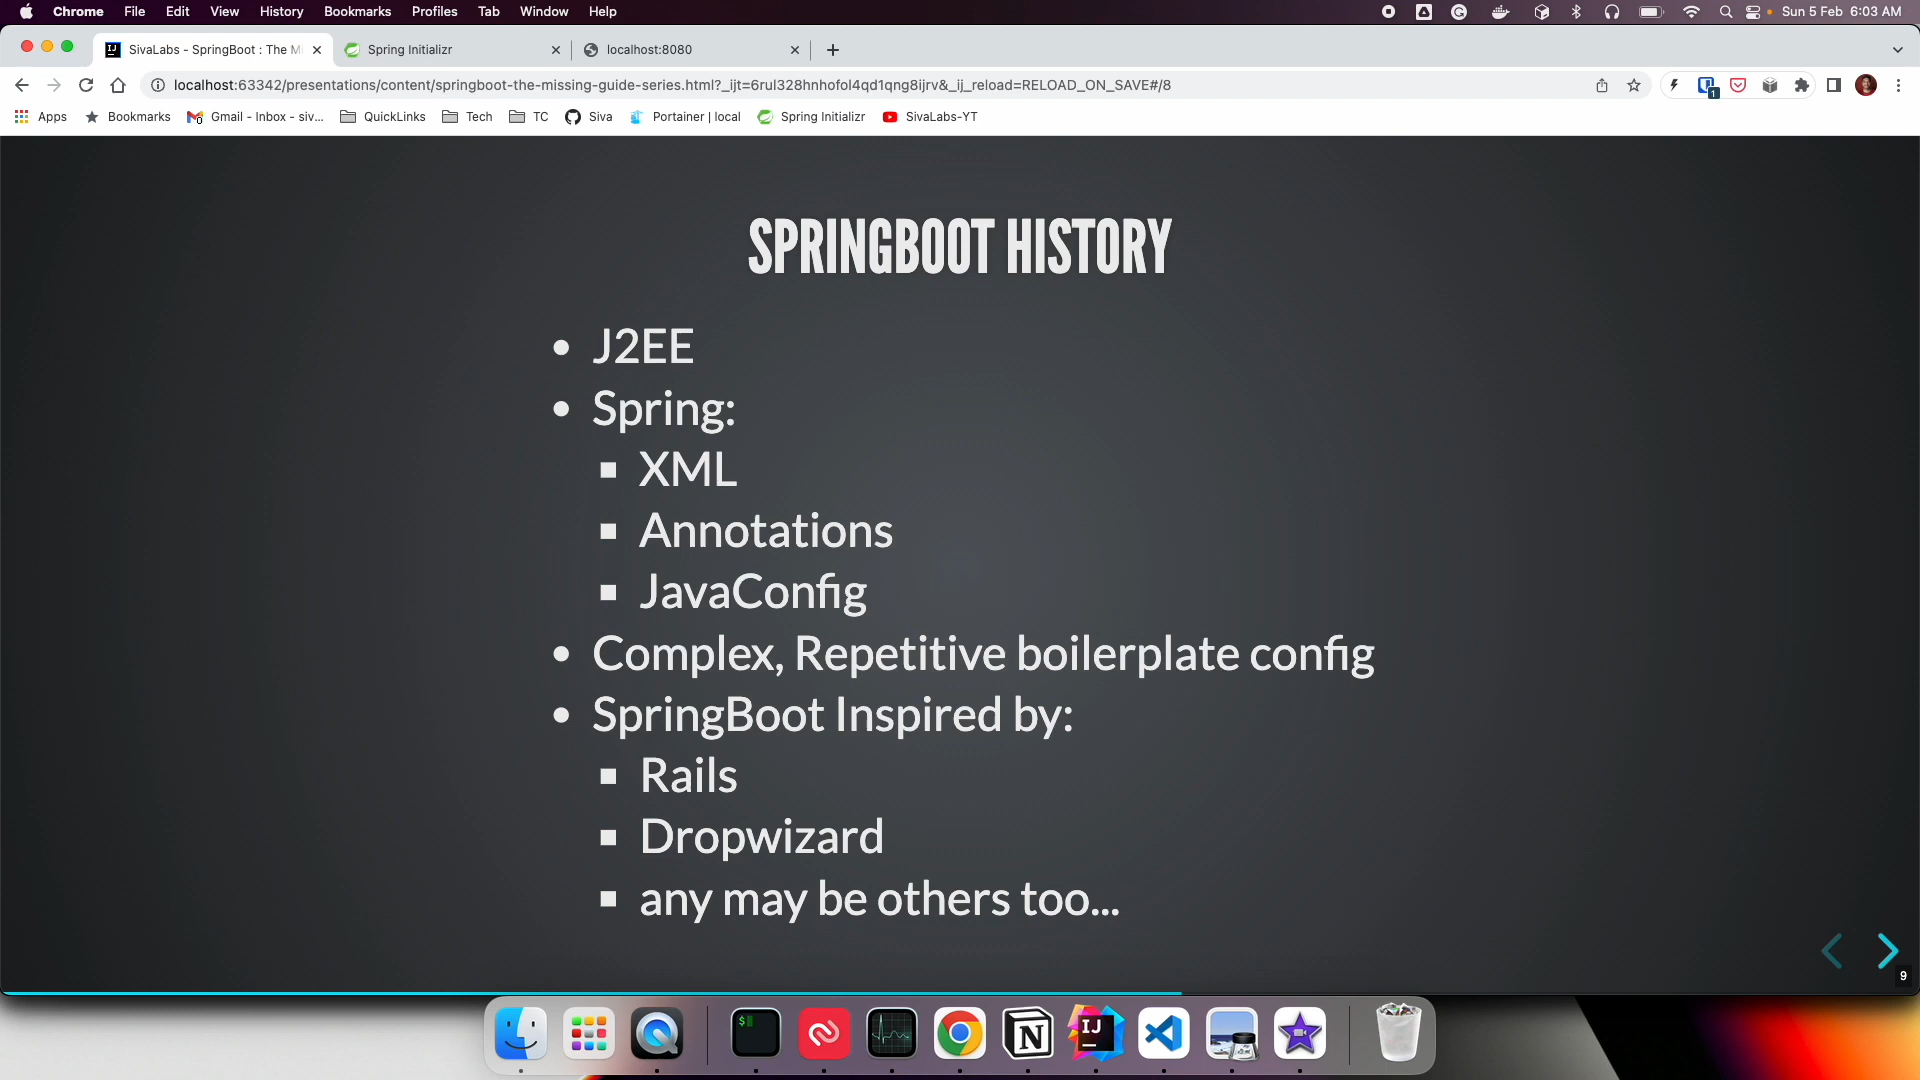 Chrome File Edit View History Bookmarks Profiles Tab Window Help Sun 5 Feb 6:03 AM
SivaLabs - SpringBoot : The Mi Spring Initializr localhost:8080
localhost:63342/presentations/content/springboot-the-missing-guide-series.html?_ijt=6rul328hnhofol4qd1qng8ijrv&_ij_reload=RELOAD_ON_SAVE#/8
Apps Bookmarks Gmail - Inbox - siv... QuickLinks Tech TC Siva Portainer | local Spring Initializr SivaLabs-YT
SPRINGBOOT HISTORY
J2EE
Spring:
XML
Annotations
JavaConfig
Complex, Repetitive boilerplate config
SpringBoot Inspired by:
Rails
Dropwizard
any may be others too...
9